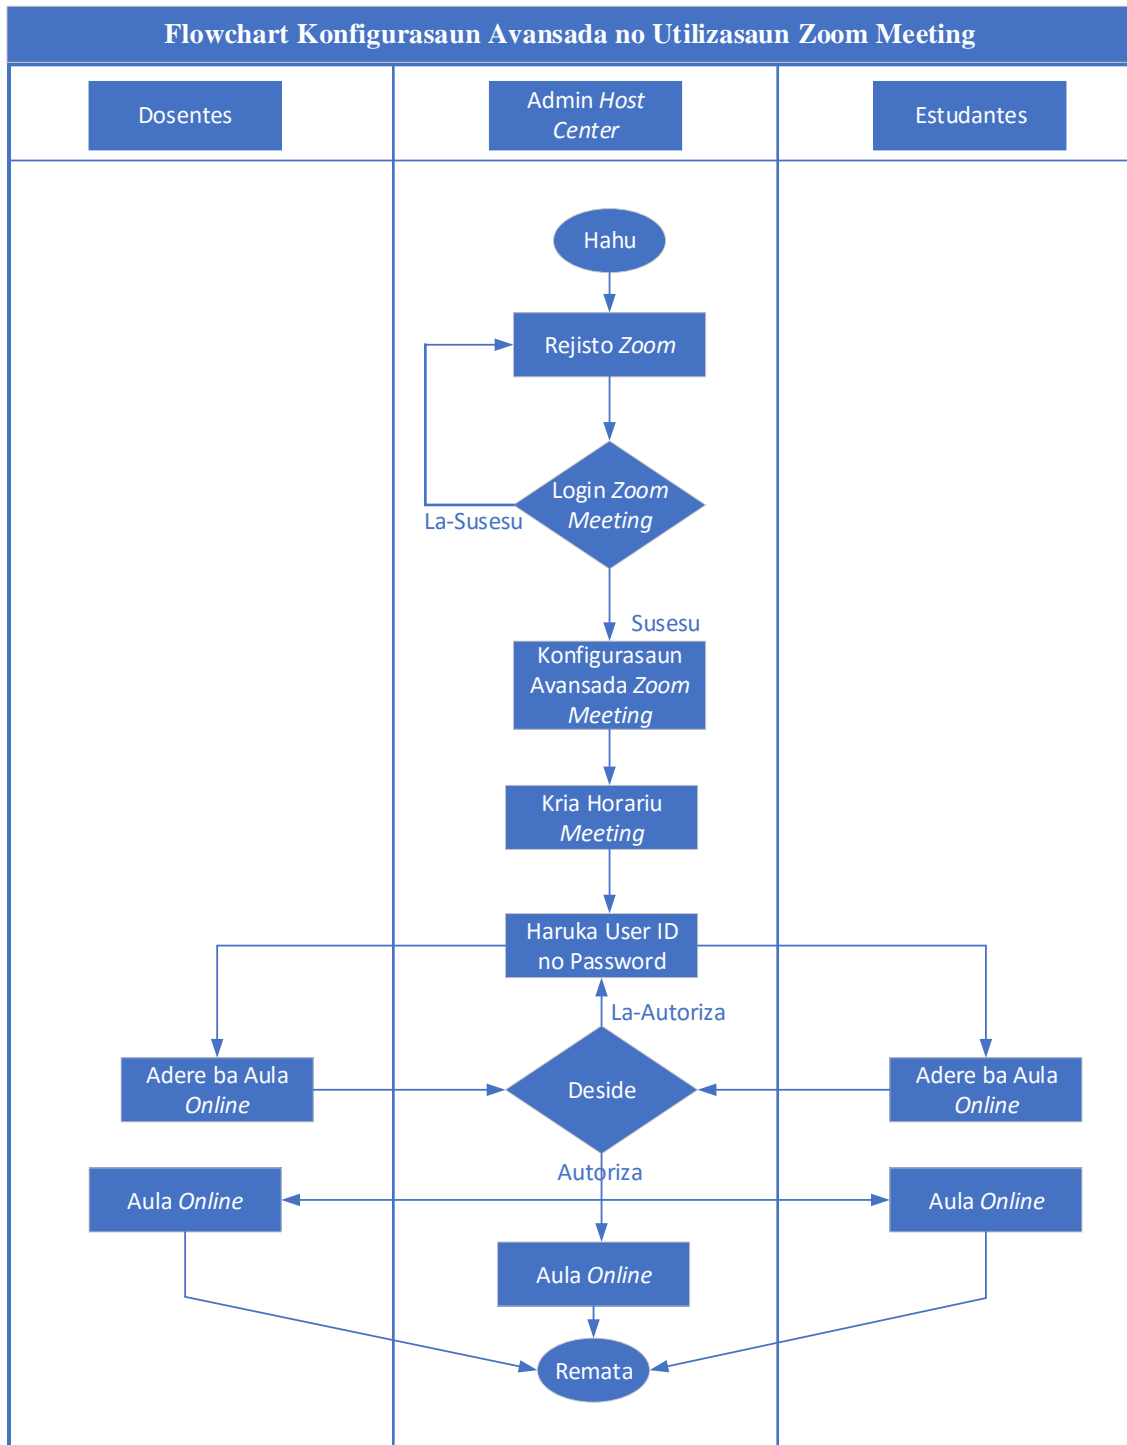 Flowchart Konfigurasaun Avansada no Utilizasaun Zoom Meeting
Dosentes
Admin Host
Center
Estudantes
Hahu
Rejisto Zoom
Login Zoom
Meeting
La-Susesu
Susesu
Konfigurasaun
Avansada Zoom
Meeting
Kria Horariu
Meeting
Haruka User ID
no Password
La-Autoriza
Adere ba Aula
Online
Deside
Adere ba Aula
Online
Autoriza
Aula Online
Aula Online
Aula Online
Remata